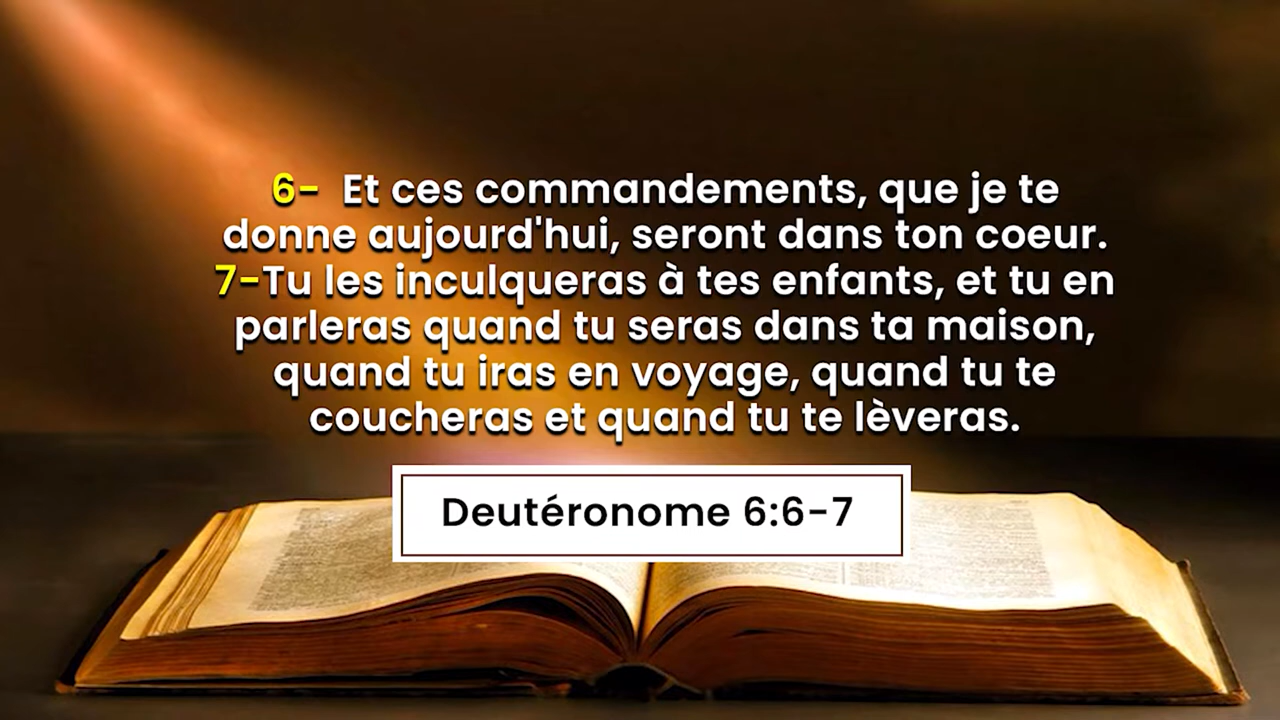 6- Et ces commandements, que je te
donne aujourd'hui, seront dans ton coeur.
7-Tu les inculqueras à tes enfants, et tu en
parleras quand tu seras dans ta maison,
quand tu iras en voyage, quand tu te
coucheras et quand tu te lèveras.
Deutéronome 6:6-7